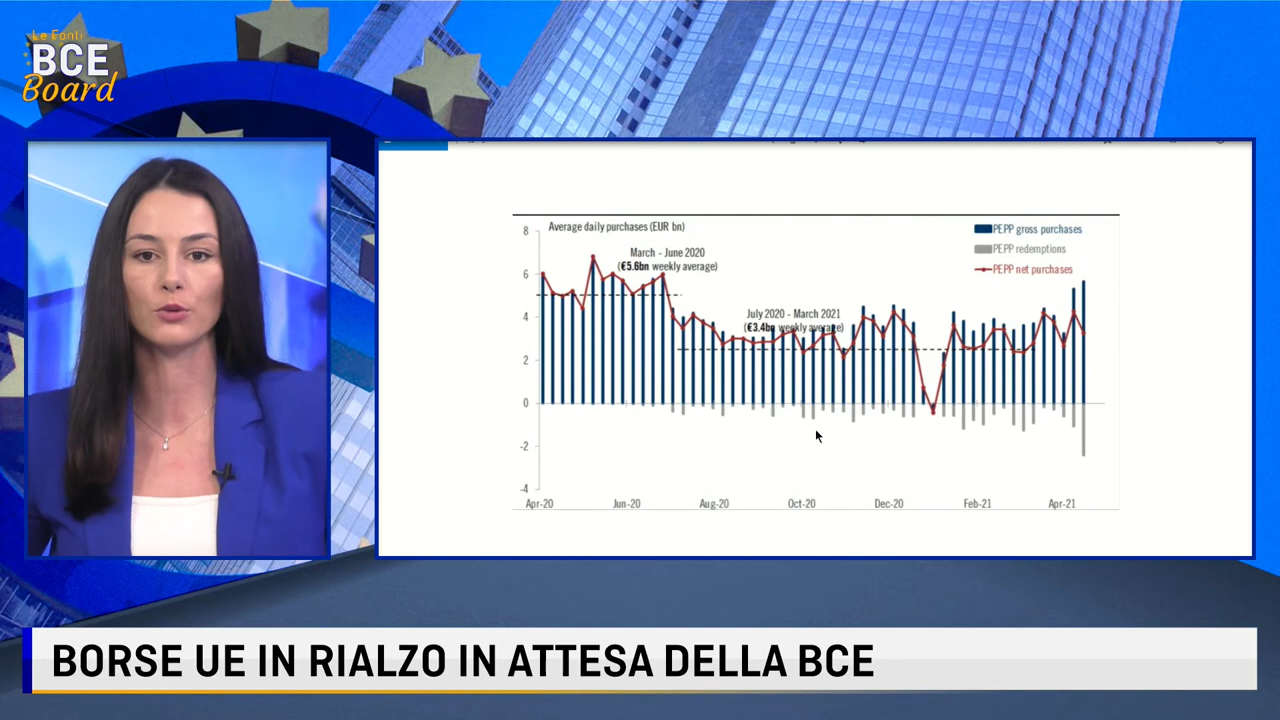 Le Fonti
BCE
Board
Average daily purchases (EUR bn)
March - June 2020
(€5.6bn weekly average)
July 2020 - March 2021
(€3.4bn weekly average)
PEPP gross purchases
PEPP redemptions
PEPP net purchases
8
6
4
2
0
-2
-4
Apr-20 Jun-20 Aug-20 Oct-20 Dec-20 Feb-21 Apr-21
BORSE UE IN RIALZO IN ATTESA DELLA BCE